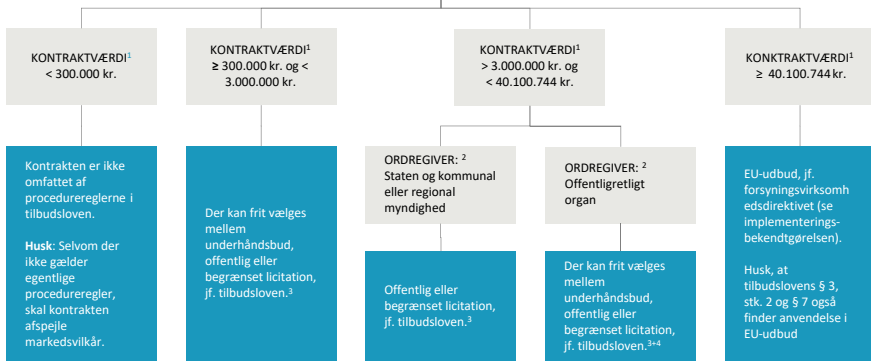 KONTRAKTVÆRDI¹
< 300.000 kr.
KONTRAKTVÆRDI¹
≥ 300.000 kr. og <
3.000.000 kr.
KONTRAKTVÆRDI¹
> 3.000.000 kr. og
< 40.100.744 kr.
KONKTRAKTVÆRDI¹
≥ 40.100.744 kr.
Kontrakten er ikke
omfattet af
procedurereglerne i
tilbudsloven.
Husk: Selvom der
ikke gælder
egentlige
procedureregler,
skal kontrakten
afspejle
markedsvilkår.
Der kan frit vælges
mellem
underhåndsbud,
offentlig eller
begrænset licitation,
jf. tilbudsloven.³
ORDREGIVER: ²
Staten og kommunal
eller regional
myndighed
Offentlig eller
begrænset licitation,
jf. tilbudsloven.³
ORDREGIVER: ²
Offentligretligt
organ
Der kan frit vælges
mellem
underhåndsbud,
offentlig eller
begrænset licitation,
jf. tilbudsloven.³⁺⁴
EU-udbud, jf.
forsyningsvirksomh
edsdirektivet (se
implementerings-
bekendtgørelsen).
Husk, at
tilbudslovens § 3,
stk. 2 og § 7 også
finder anvendelse i
EU-udbud